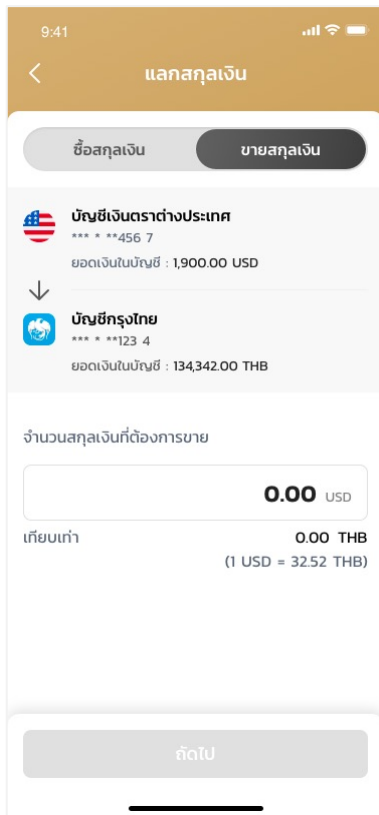 9:41
แลกสกุลเงิน
ซื้อสกุลเงิน
ขายสกุลเงิน
บัญชีเงินตราต่างประเทศ
*** * **456 7
ยอดเงินในบัญชี : 1,900.00 USD
บัญชีกรุงไทย
*** * **123 4
ยอดเงินในบัญชี : 134,342.00 THB
จำนวนสกุลเงินที่ต้องการขาย
0.00 USD
เทียบเท่า 0.00 THB
(1 USD = 32.52 THB)
ถัดไป